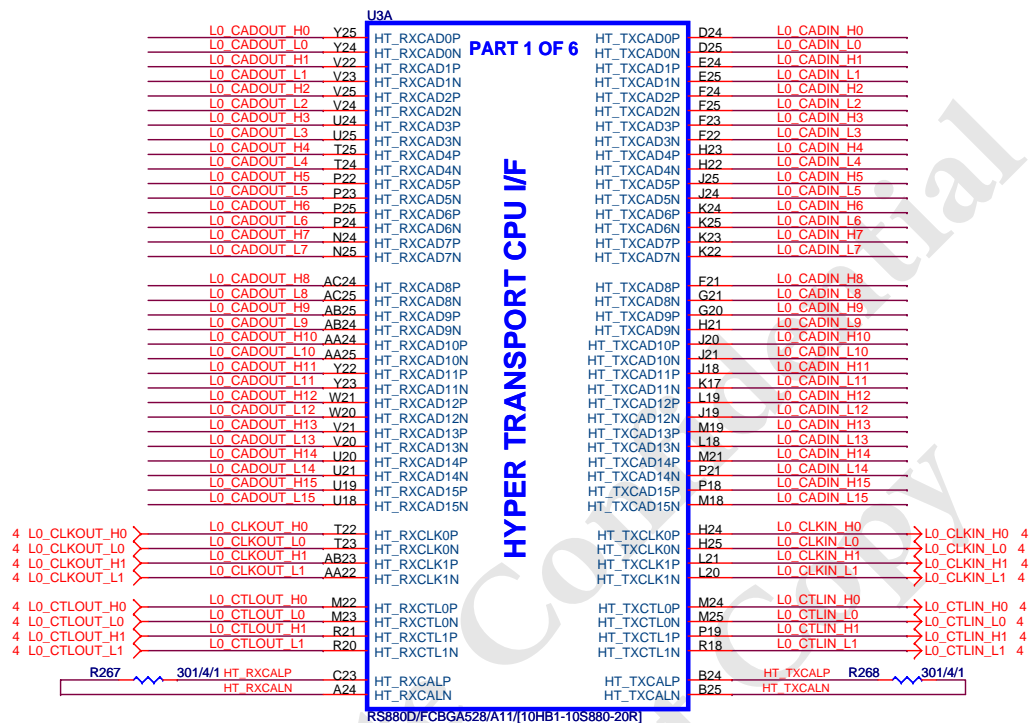 U3A
PART 1 OF 6
HYPER TRANSPORT CPU I/F
L0_CADOUT_H0 Y25 HT_RXCAD0P HT_TXCAD0P D24 L0_CADIN_H0
L0_CADOUT_L0 Y24 HT_RXCAD0N HT_TXCAD0N D25 L0_CADIN_L0
L0_CADOUT_H1 V22 HT_RXCAD1P HT_TXCAD1P E24 L0_CADIN_H1
L0_CADOUT_L1 V23 HT_RXCAD1N HT_TXCAD1N E25 L0_CADIN_L1
L0_CADOUT_H2 V25 HT_RXCAD2P HT_TXCAD2P F24 L0_CADIN_H2
L0_CADOUT_L2 V24 HT_RXCAD2N HT_TXCAD2N F25 L0_CADIN_L2
L0_CADOUT_H3 U24 HT_RXCAD3P HT_TXCAD3P F23 L0_CADIN_H3
L0_CADOUT_L3 U25 HT_RXCAD3N HT_TXCAD3N F22 L0_CADIN_L3
L0_CADOUT_H4 T25 HT_RXCAD4P HT_TXCAD4P H23 L0_CADIN_H4
L0_CADOUT_L4 T24 HT_RXCAD4N HT_TXCAD4N H22 L0_CADIN_L4
L0_CADOUT_H5 P22 HT_RXCAD5P HT_TXCAD5P J25 L0_CADIN_H5
L0_CADOUT_L5 P23 HT_RXCAD5N HT_TXCAD5N J24 L0_CADIN_L5
L0_CADOUT_H6 P25 HT_RXCAD6P HT_TXCAD6P K24 L0_CADIN_H6
L0_CADOUT_L6 P24 HT_RXCAD6N HT_TXCAD6N K25 L0_CADIN_L6
L0_CADOUT_H7 N24 HT_RXCAD7P HT_TXCAD7P K23 L0_CADIN_H7
L0_CADOUT_L7 N25 HT_RXCAD7N HT_TXCAD7N K22 L0_CADIN_L7
L0_CADOUT_H8 AC24 HT_RXCAD8P HT_TXCAD8P F21 L0_CADIN_H8
L0_CADOUT_L8 AC25 HT_RXCAD8N HT_TXCAD8N G21 L0_CADIN_L8
L0_CADOUT_H9 AB25 HT_RXCAD9P HT_TXCAD9P G20 L0_CADIN_H9
L0_CADOUT_L9 AB24 HT_RXCAD9N HT_TXCAD9N H21 L0_CADIN_L9
L0_CADOUT_H10 AA24 HT_RXCAD10P HT_TXCAD10P J20 L0_CADIN_H10
L0_CADOUT_L10 AA25 HT_RXCAD10N HT_TXCAD10N J21 L0_CADIN_L10
L0_CADOUT_H11 Y22 HT_RXCAD11P HT_TXCAD11P J18 L0_CADIN_H11
L0_CADOUT_L11 Y23 HT_RXCAD11N HT_TXCAD11N K17 L0_CADIN_L11
L0_CADOUT_H12 W21 HT_RXCAD12P HT_TXCAD12P L19 L0_CADIN_H12
L0_CADOUT_L12 W20 HT_RXCAD12N HT_TXCAD12N J19 L0_CADIN_L12
L0_CADOUT_H13 V21 HT_RXCAD13P HT_TXCAD13P M19 L0_CADIN_H13
L0_CADOUT_L13 V20 HT_RXCAD13N HT_TXCAD13N L18 L0_CADIN_L13
L0_CADOUT_H14 U20 HT_RXCAD14P HT_TXCAD14P M21 L0_CADIN_H14
L0_CADOUT_L14 U21 HT_RXCAD14N HT_TXCAD14N P21 L0_CADIN_L14
L0_CADOUT_H15 U19 HT_RXCAD15P HT_TXCAD15P P18 L0_CADIN_H15
L0_CADOUT_L15 U18 HT_RXCAD15N HT_TXCAD15N M18 L0_CADIN_L15
4 L0_CLKOUT_H0 L0_CLKOUT_H0 T22 HT_RXCLK0P HT_TXCLK0P H24 L0_CLKIN_H0 L0_CLKIN_H0 4
4 L0_CLKOUT_L0 L0_CLKOUT_L0 T23 HT_RXCLK0N HT_TXCLK0N H25 L0_CLKIN_L0 L0_CLKIN_L0 4
4 L0_CLKOUT_H1 L0_CLKOUT_H1 AB23 HT_RXCLK1P HT_TXCLK1P L21 L0_CLKIN_H1 L0_CLKIN_H1 4
4 L0_CLKOUT_L1 L0_CLKOUT_L1 AA22 HT_RXCLK1N HT_TXCLK1N L20 L0_CLKIN_L1 L0_CLKIN_L1 4
4 L0_CTLOUT_H0 L0_CTLOUT_H0 M22 HT_RXCTL0P HT_TXCTL0P M24 L0_CTLIN_H0 L0_CTLIN_H0 4
4 L0_CTLOUT_L0 L0_CTLOUT_L0 M23 HT_RXCTL0N HT_TXCTL0N M25 L0_CTLIN_L0 L0_CTLIN_L0 4
4 L0_CTLOUT_H1 L0_CTLOUT_H1 R21 HT_RXCTL1P HT_TXCTL1P P19 L0_CTLIN_H1 L0_CTLIN_H1 4
4 L0_CTLOUT_L1 L0_CTLOUT_L1 R20 HT_RXCTL1N HT_TXCTL1N R18 L0_CTLIN_L1 L0_CTLIN_L1 4
R267 301/4/1 HT_RXCALP C23 HT_RXCALP HT_TXCALP B24 HT_TXCALP R268 301/4/1
HT_RXCALN A24 HT_RXCALN HT_TXCALN B25 HT_TXCALN
RS880D/FCBGA528/A11/[10HB1-10S880-20R]
Confidential
Copy